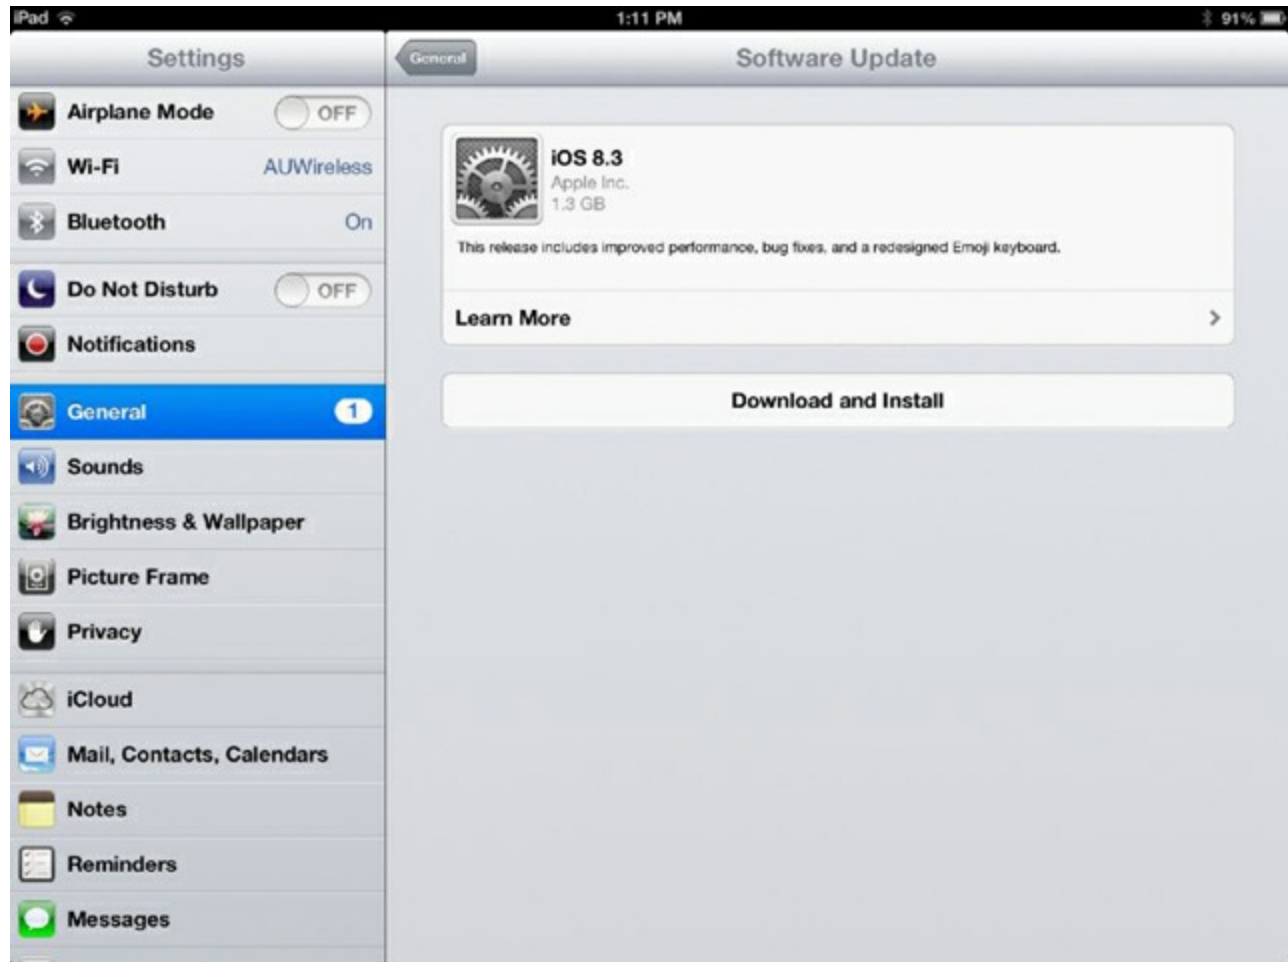 iPad 1:11 PM 91%
Settings
Airplane Mode OFF
Wi-Fi AUWireless
Bluetooth On
Do Not Disturb OFF
Notifications
General 1
Sounds
Brightness & Wallpaper
Picture Frame
Privacy
iCloud
Mail, Contacts, Calendars
Notes
Reminders
Messages
General Software Update
iOS 8.3
Apple Inc.
1.3 GB
This release includes improved performance, bug fixes, and a redesigned Emoji keyboard.
Learn More
Download and Install